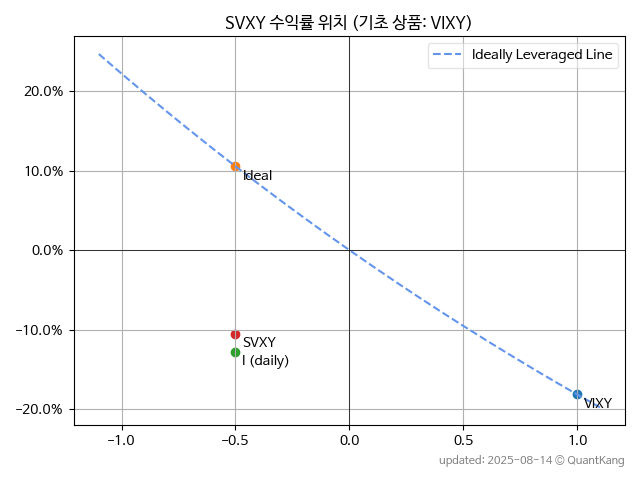 SVXY 수익률 위치 (기초 상품: VIXY)
Ideally Leveraged Line
20.0%
10.0%
Ideal
0.0%
−10.0%
SVXY
I (daily)
−20.0%
VIXY
−1.0
−0.5
0.0
0.5
1.0
updated: 2025-08-14 © QuantKang